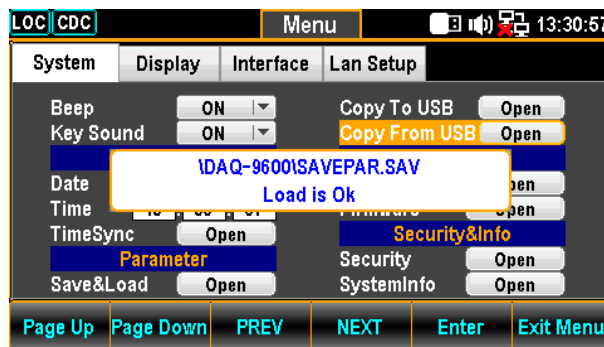 LOC CDC Menu 13:30:57
System Display Interface Lan Setup
Beep ON Copy To USB Open
Key Sound ON Copy From USB Open
\DAQ-9600\SAVEPAR.SAV
Load is Ok
Date
Time
TimeSync Open Security&Info
Parameter Security Open
Save&Load Open SystemInfo Open
Page Up Page Down PREV NEXT Enter Exit Menu